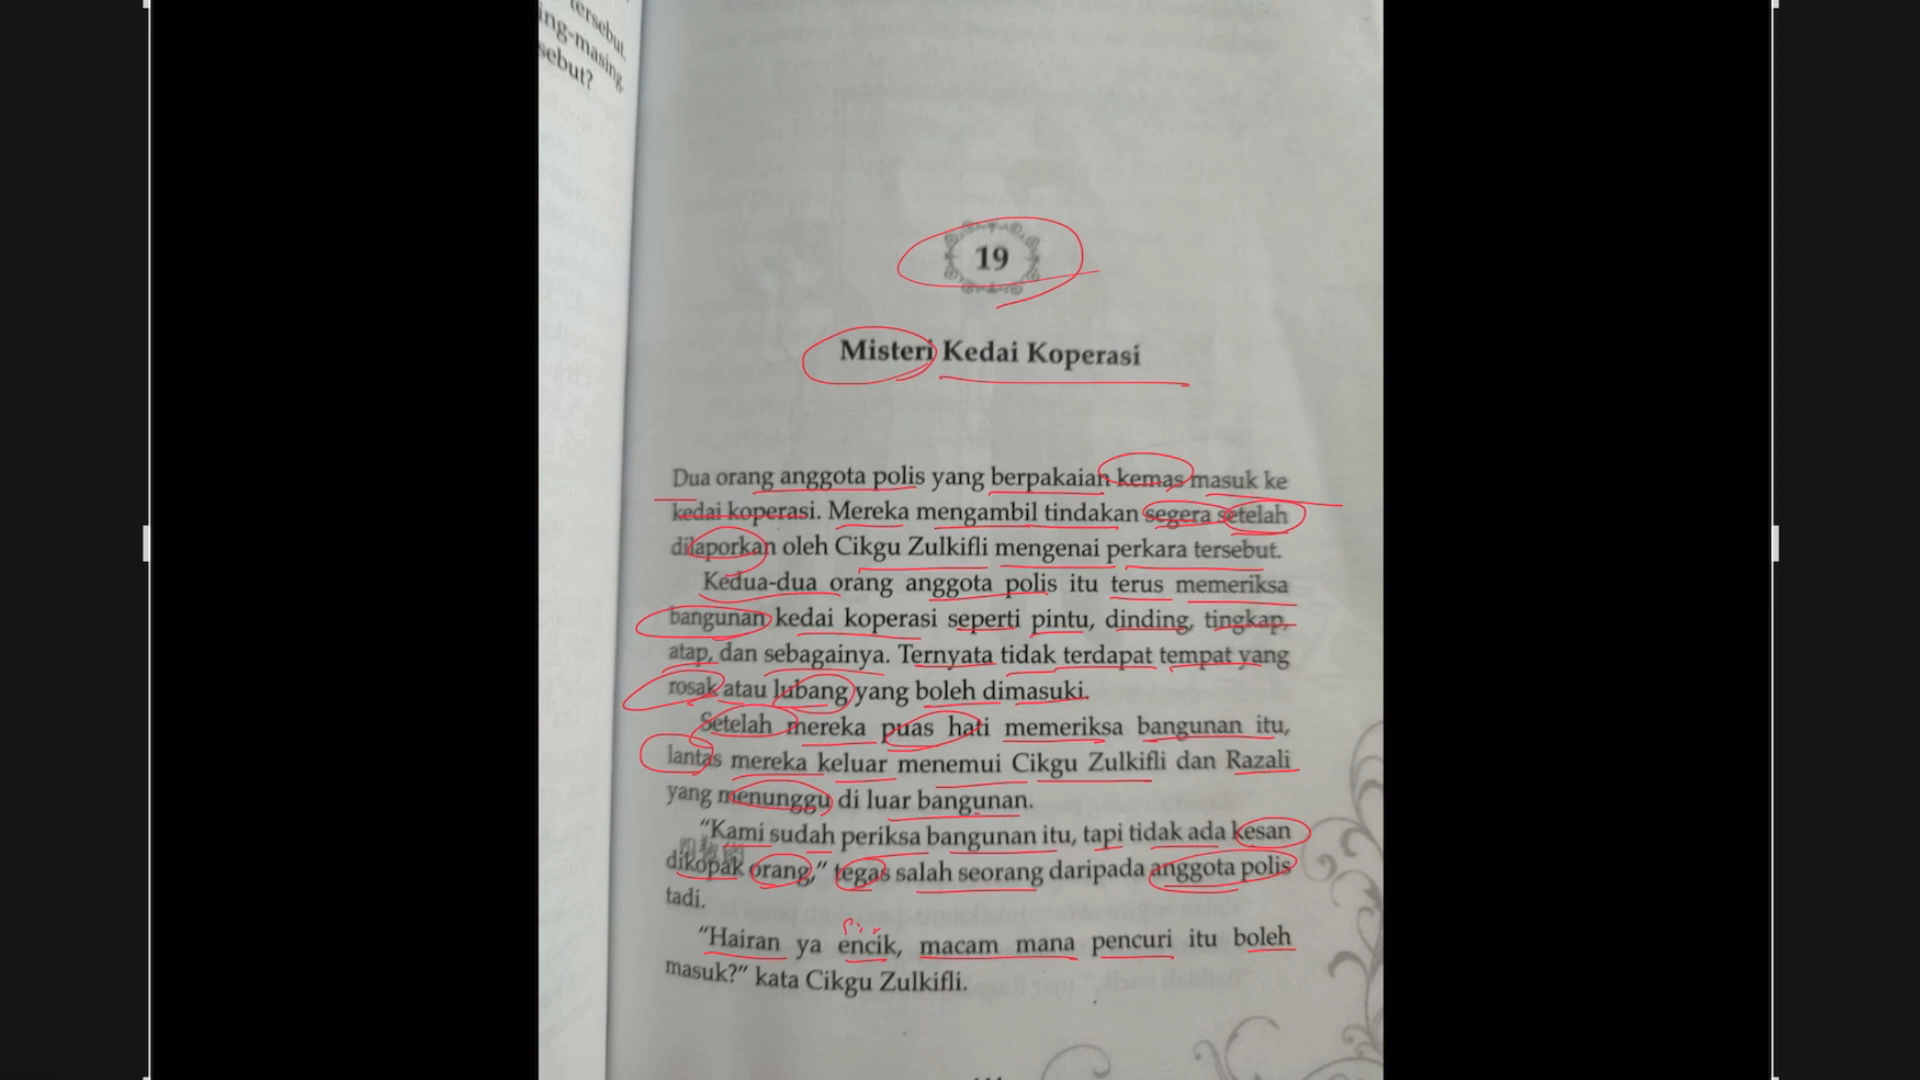 tersebut.
ing-masing
sebut?
19
Misteri Kedai Koperasi
Dua orang anggota polis yang berpakaian kemas masuk ke
kedai koperasi. Mereka mengambil tindakan segera setelah
dilaporkan oleh Cikgu Zulkifli mengenai perkara tersebut.
Kedua-dua orang anggota polis itu terus memeriksa
bangunan kedai koperasi seperti pintu, dinding, tingkap,
atap, dan sebagainya. Ternyata tidak terdapat tempat yang
rosak atau lubang yang boleh dimasuki.
Setelah mereka puas hati memeriksa bangunan itu,
lantas mereka keluar menemui Cikgu Zulkifli dan Razali
yang menunggu di luar bangunan.
“Kami sudah periksa bangunan itu, tapi tidak ada kesan
dikopak orang,” tegas salah seorang daripada anggota polis
tadi.
“Hairan ya encik, macam mana pencuri itu boleh
masuk?” kata Cikgu Zulkifli.